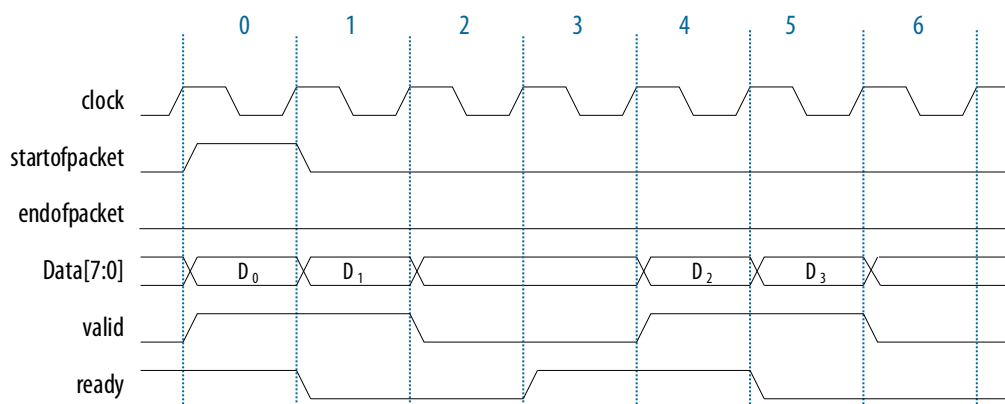 0 1 2 3 4 5 6
clock
startofpacket
endofpacket
Data[7:0] D0 D1 D2 D3
valid
ready